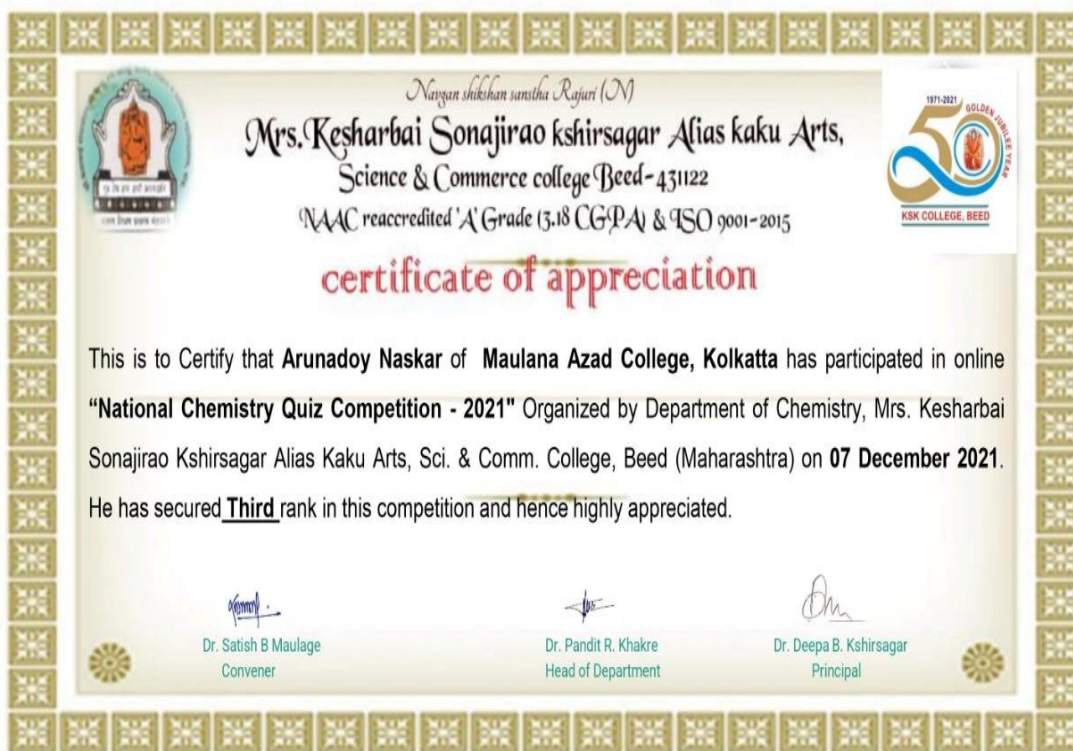 Navgan shikshan sanstha Rajuri (N)
Mrs.Kesharbai Sonajirao kshirsagar Alias kaku Arts,
Science & Commerce college Beed-431122
NAAC reaccredited 'A' Grade (3.18 CGPA) & ISO 9001-2015
1971-2021
GOLDEN JUBILEE YEAR
50
KSK COLLEGE, BEED
certificate of appreciation
This is to Certify that Arunadoy Naskar of Maulana Azad College, Kolkatta has participated in online
“National Chemistry Quiz Competition - 2021" Organized by Department of Chemistry, Mrs. Kesharbai
Sonajirao Kshirsagar Alias Kaku Arts, Sci. & Comm. College, Beed (Maharashtra) on 07 December 2021.
He has secured Third rank in this competition and hence highly appreciated.
Dr. Satish B Maulage
Convener
Dr. Pandit R. Khakre
Head of Department
Dr. Deepa B. Kshirsagar
Principal